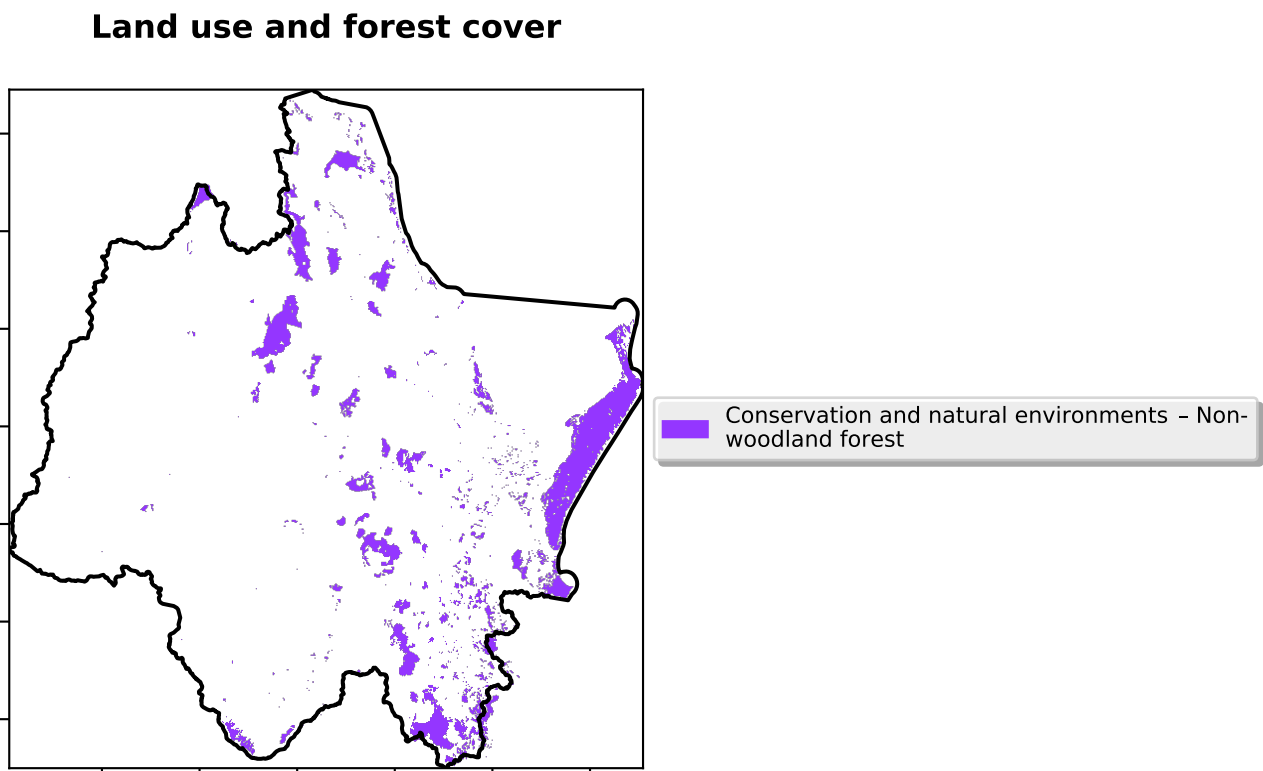 Land use and forest cover
Conservation and natural environments – Non-
woodland forest